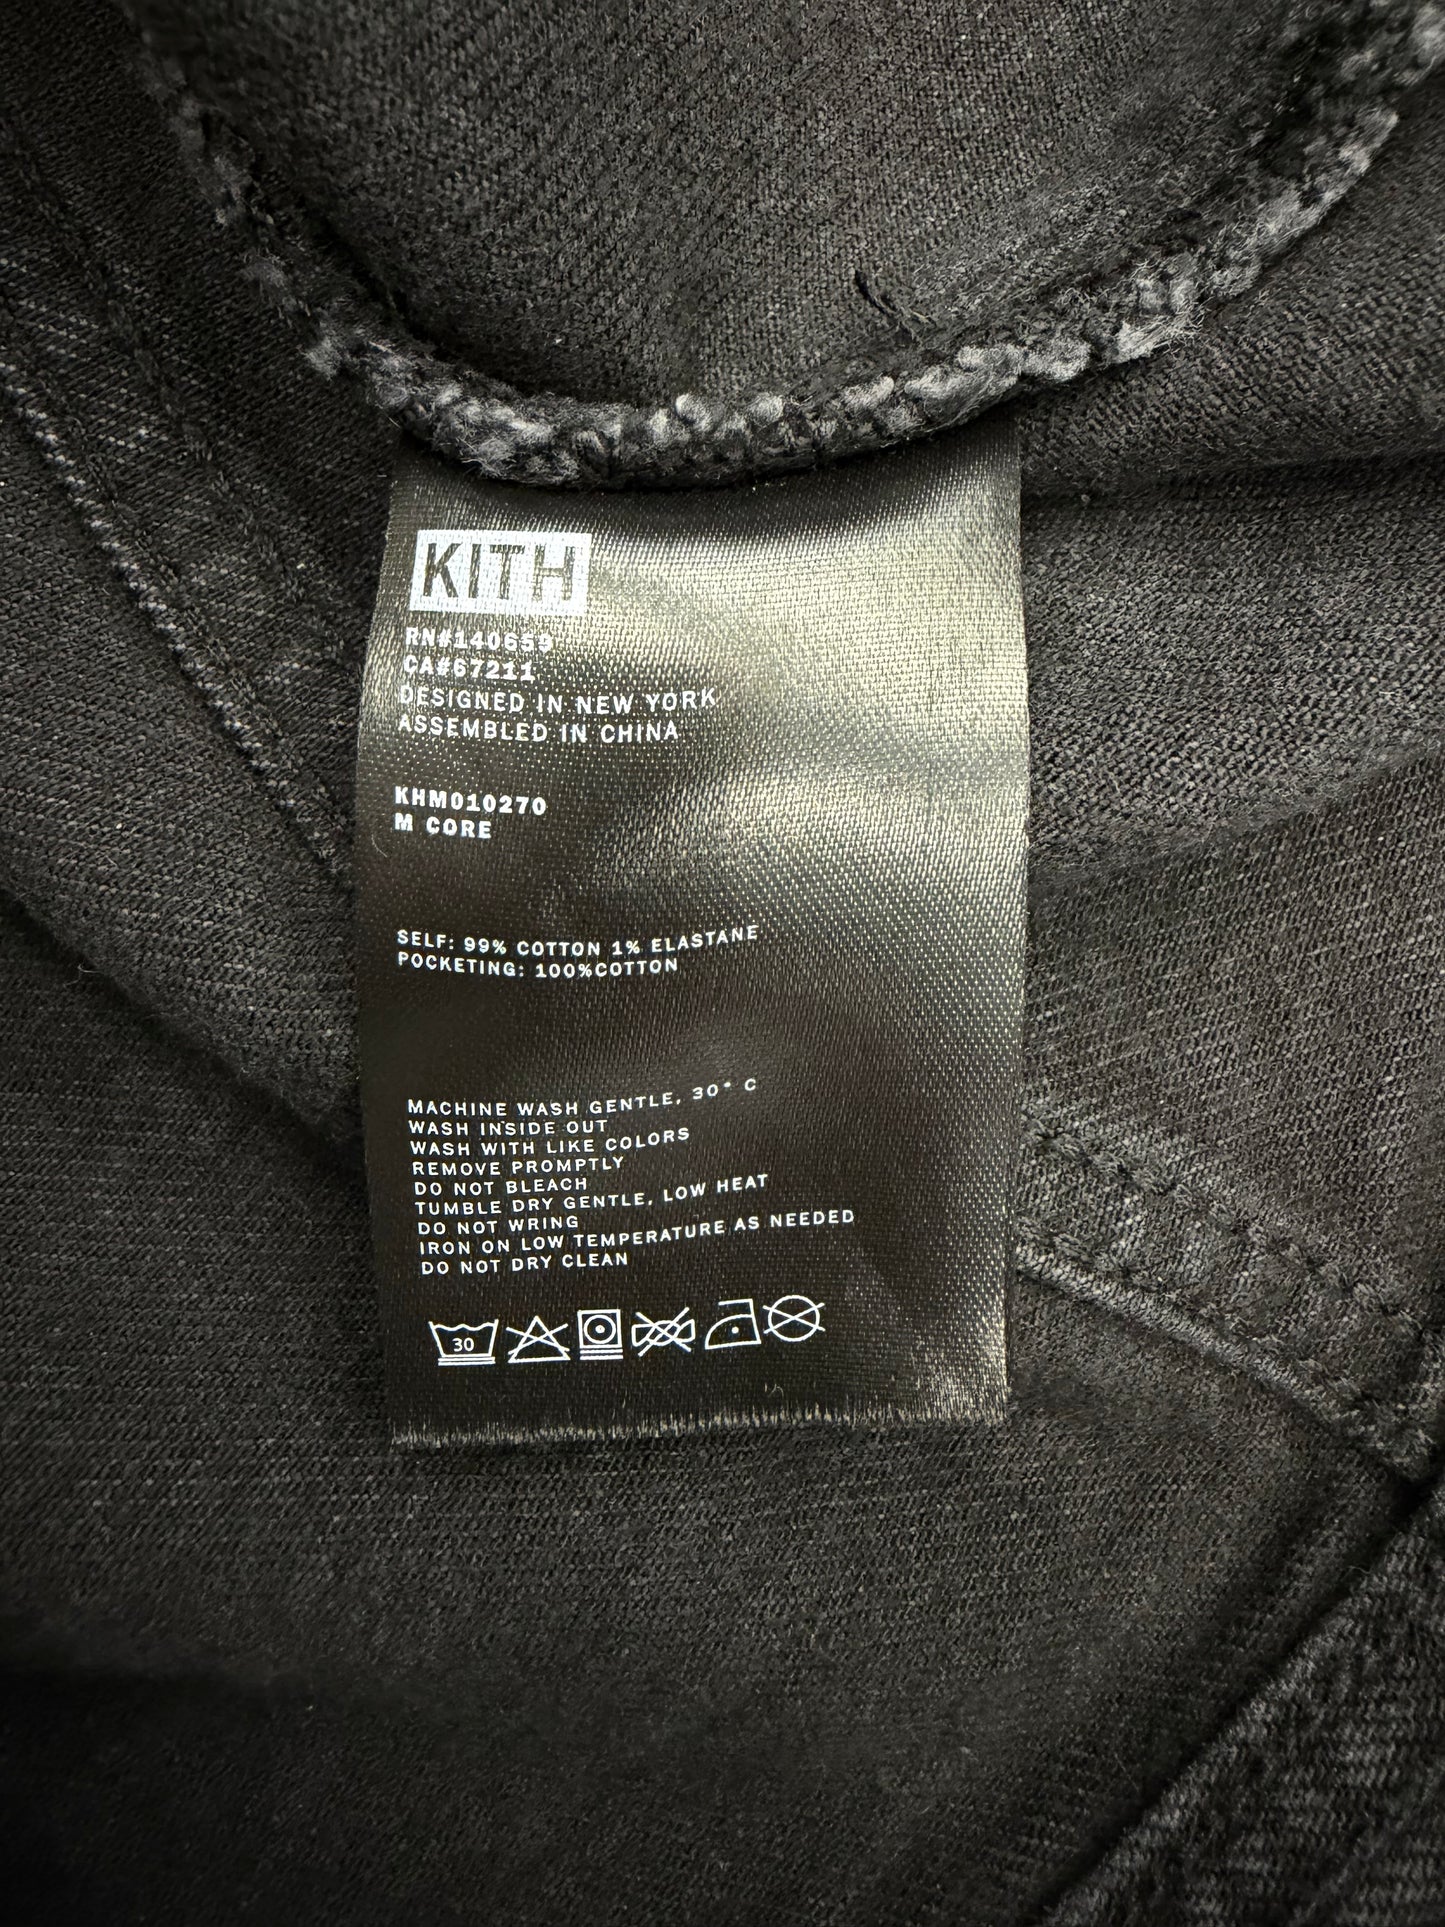 KITH
RN#140659
CA#67211
DESIGNED IN NEW YORK
ASSEMBLED IN CHINA
KHM010270
M CORE
SELF: 99% COTTON 1% ELASTANE
POCKETING: 100%COTTON
MACHINE WASH GENTLE, 30° C
WASH INSIDE OUT
WASH WITH LIKE COLORS
REMOVE PROMPTLY
DO NOT BLEACH
TUMBLE DRY GENTLE, LOW HEAT
DO NOT WRING
IRON ON LOW TEMPERATURE AS NEEDED
DO NOT DRY CLEAN
30